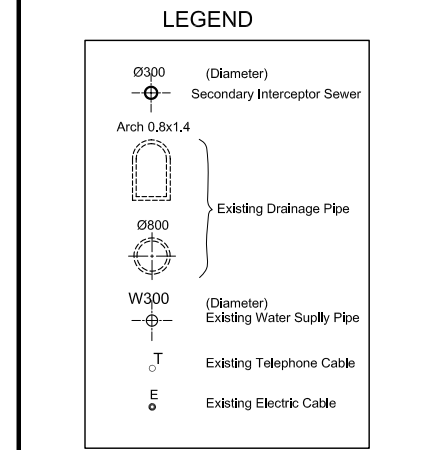 LEGEND
Ø300 (Diameter)
Secondary Interceptor Sewer
Arch 0.8x1.4
Existing Drainage Pipe
Ø800
W300 (Diameter)
Existing Water Suplly Pipe
T
Existing Telephone Cable
E
Existing Electric Cable